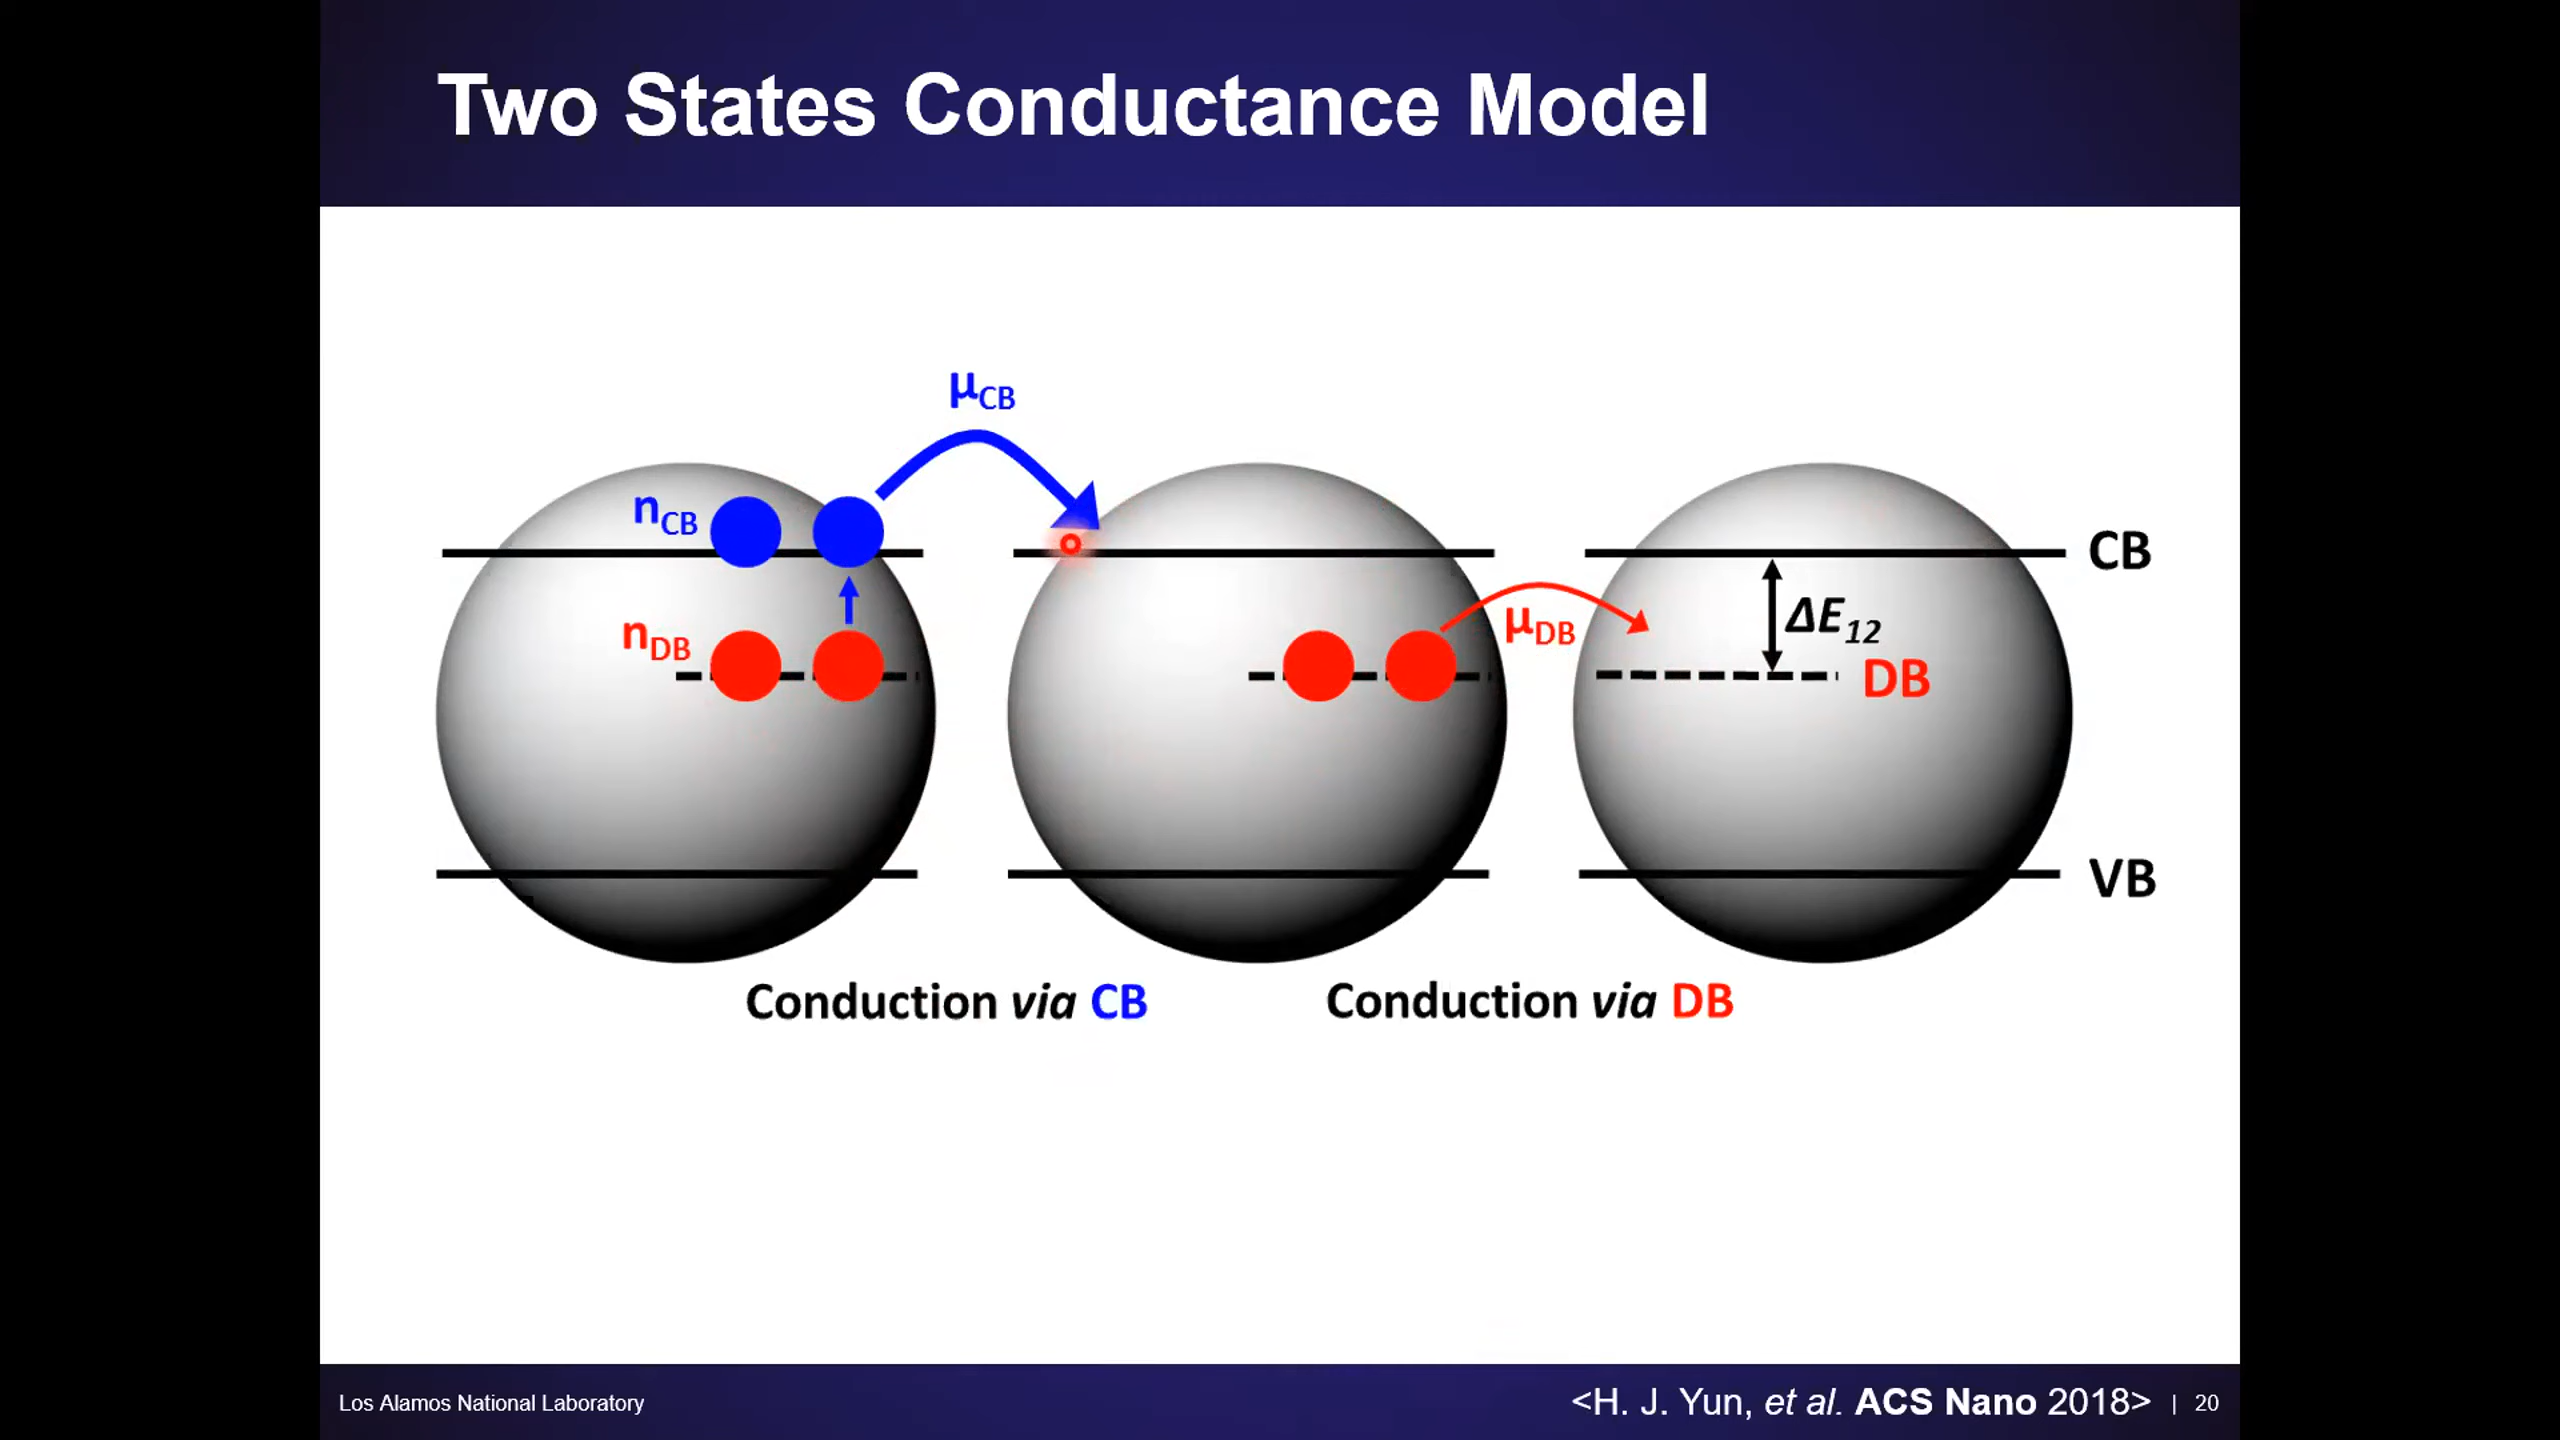 Two States Conductance Model
μCB
nCB
CB
nDB
μDB
ΔE12
DB
VB
Conduction via CB
Conduction via DB
Los Alamos National Laboratory
<H. J. Yun, et al. ACS Nano 2018> | 20